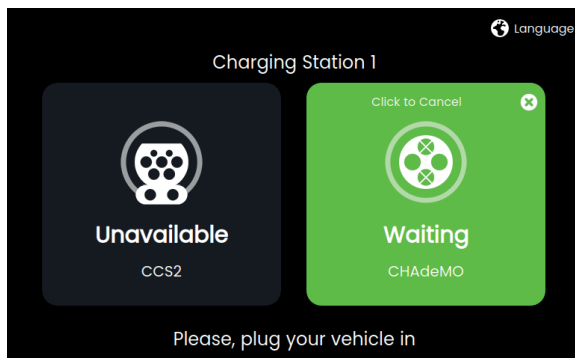 Language
Charging Station 1
Unavailable
CCS2
Click to Cancel
Waiting
CHAdeMO
Please, plug your vehicle in